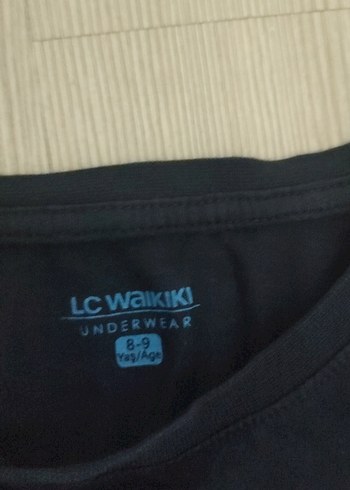 LC WAIKIKI
UNDERWEAR
8-9
Yaş/Age